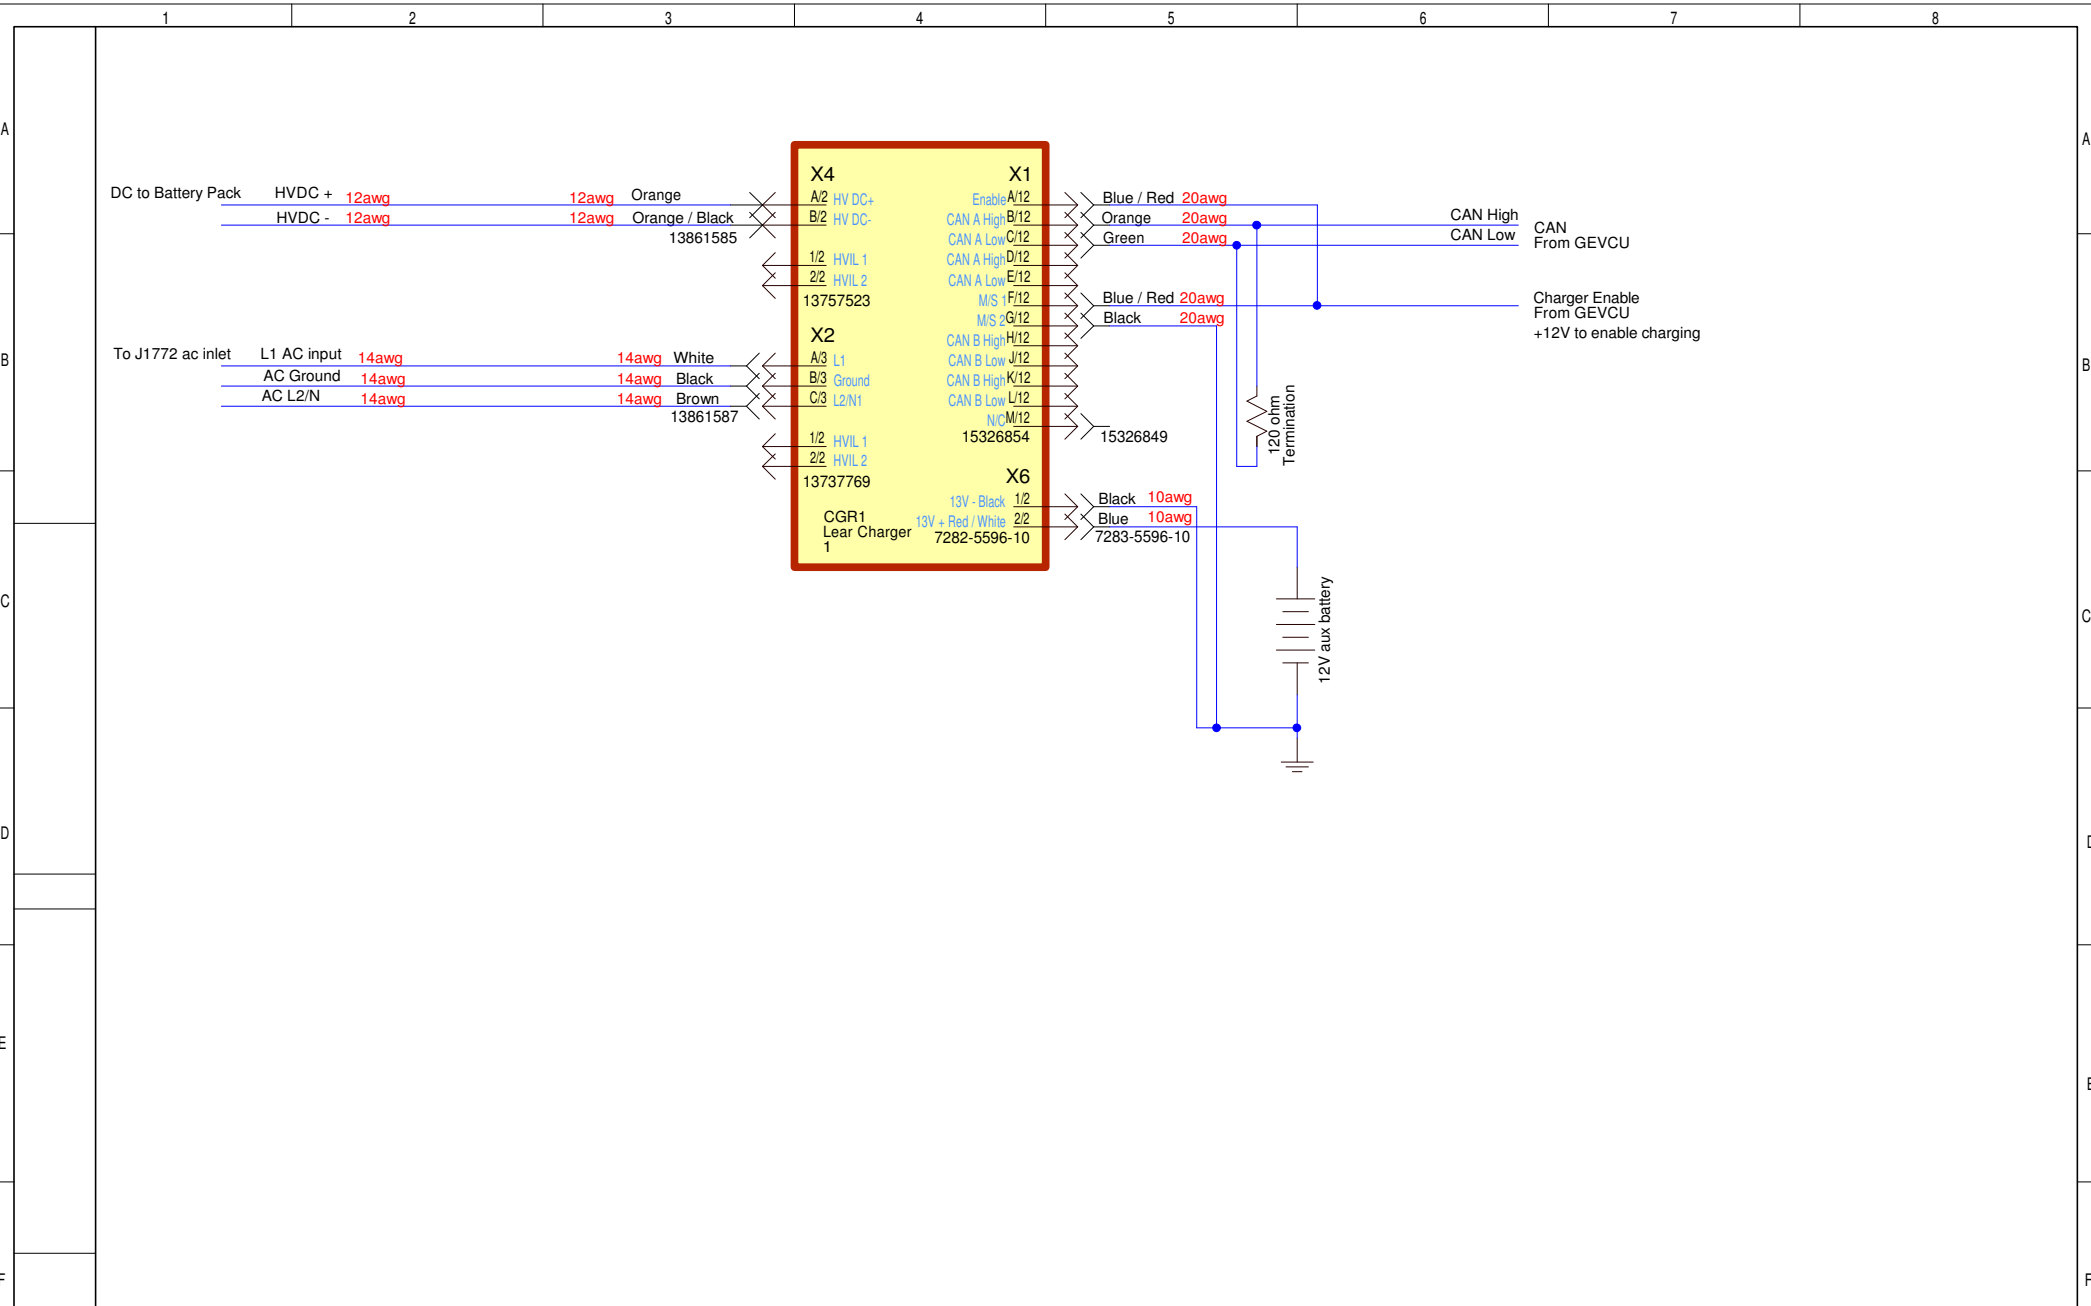 1 2 3 4 5 6 7 8
A
A
DC to Battery Pack HVDC + 12awg 12awg Orange
HVDC - 12awg 12awg Orange / Black
13861585
X4
A/2 HV DC+
B/2 HV DC-
1/2 HVIL 1
2/2 HVIL 2
13757523
To J1772 ac inlet L1 AC input 14awg 14awg White
AC Ground 14awg 14awg Black
AC L2/N 14awg 14awg Brown
13861587
X2
A/3 L1
B/3 Ground
C/3 L2/N1
1/2 HVIL 1
2/2 HVIL 2
13737769
CGR1
Lear Charger
1
X1
Enable A/12 Blue / Red 20awg
CAN A High B/12 Orange 20awg CAN High
CAN A Low C/12 Green 20awg CAN Low
CAN
From GEVCU
CAN A High D/12
CAN A Low E/12
M/S 1 F/12 Blue / Red 20awg
Charger Enable
From GEVCU
+12V to enable charging
M/S 2 G/12 Black 20awg
CAN B High H/12
CAN B Low J/12
CAN B High K/12
CAN B Low L/12
N/C M/12
15326854 15326849
120 ohm
Termination
X6
13V - Black 1/2 Black 10awg
13V + Red / White 2/2 Blue 10awg
7282-5596-10 7283-5596-10
12V aux battery
B
B
C
C
D
D
E
E
F
F